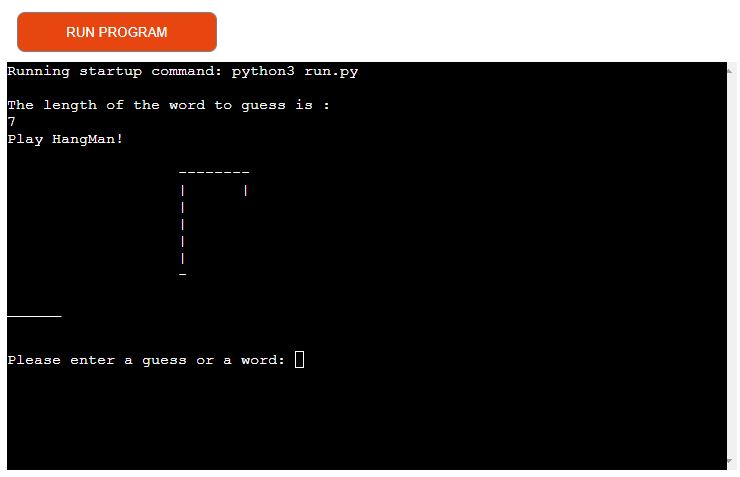 RUN PROGRAM
Running startup command: python3 run.py
The length of the word to guess is :
7
Play HangMan!
--------
|      |
|
|
|
|
-
______
Please enter a guess or a word: